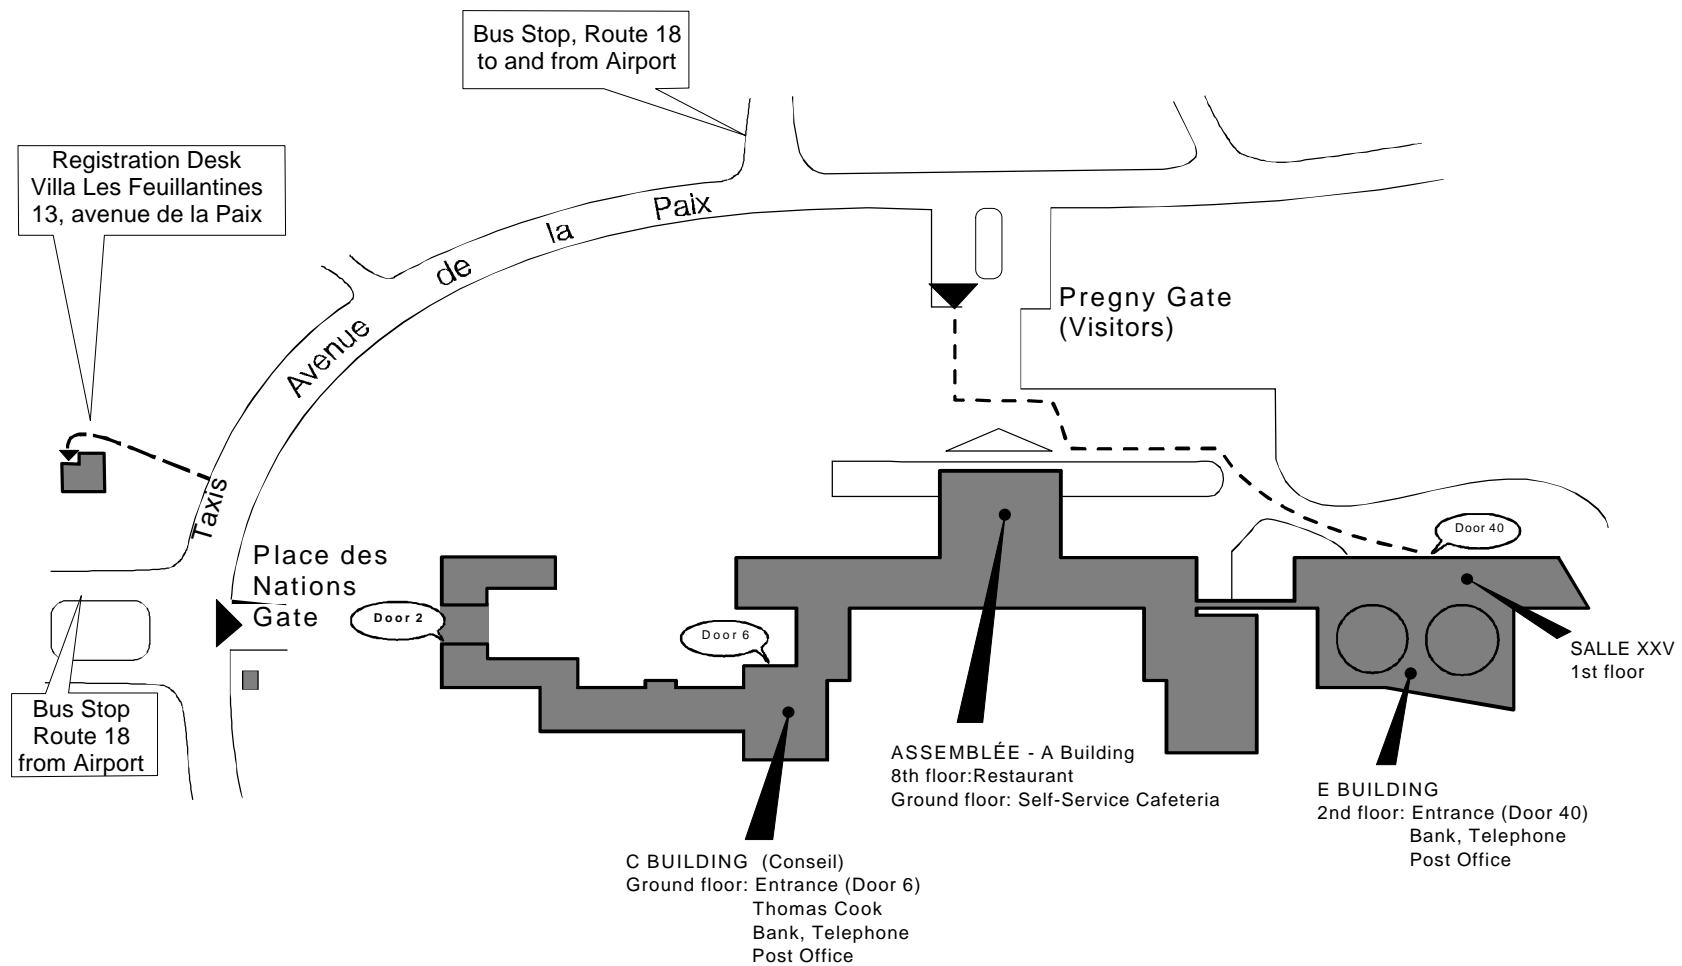 Bus Stop, Route 18
to and from Airport
Registration Desk
Villa Les Feuillantines
13, avenue de la Paix
Avenue de la Paix
Taxis
Pregny Gate
(Visitors)
Place des
Nations
Gate
Door 2
Door 6
Door 40
Bus Stop
Route 18
from Airport
SALLE XXV
1st floor
ASSEMBLÉE - A Building
8th floor:Restaurant
Ground floor: Self-Service Cafeteria
E BUILDING
2nd floor: Entrance (Door 40)
Bank, Telephone
Post Office
C BUILDING (Conseil)
Ground floor: Entrance (Door 6)
Thomas Cook
Bank, Telephone
Post Office